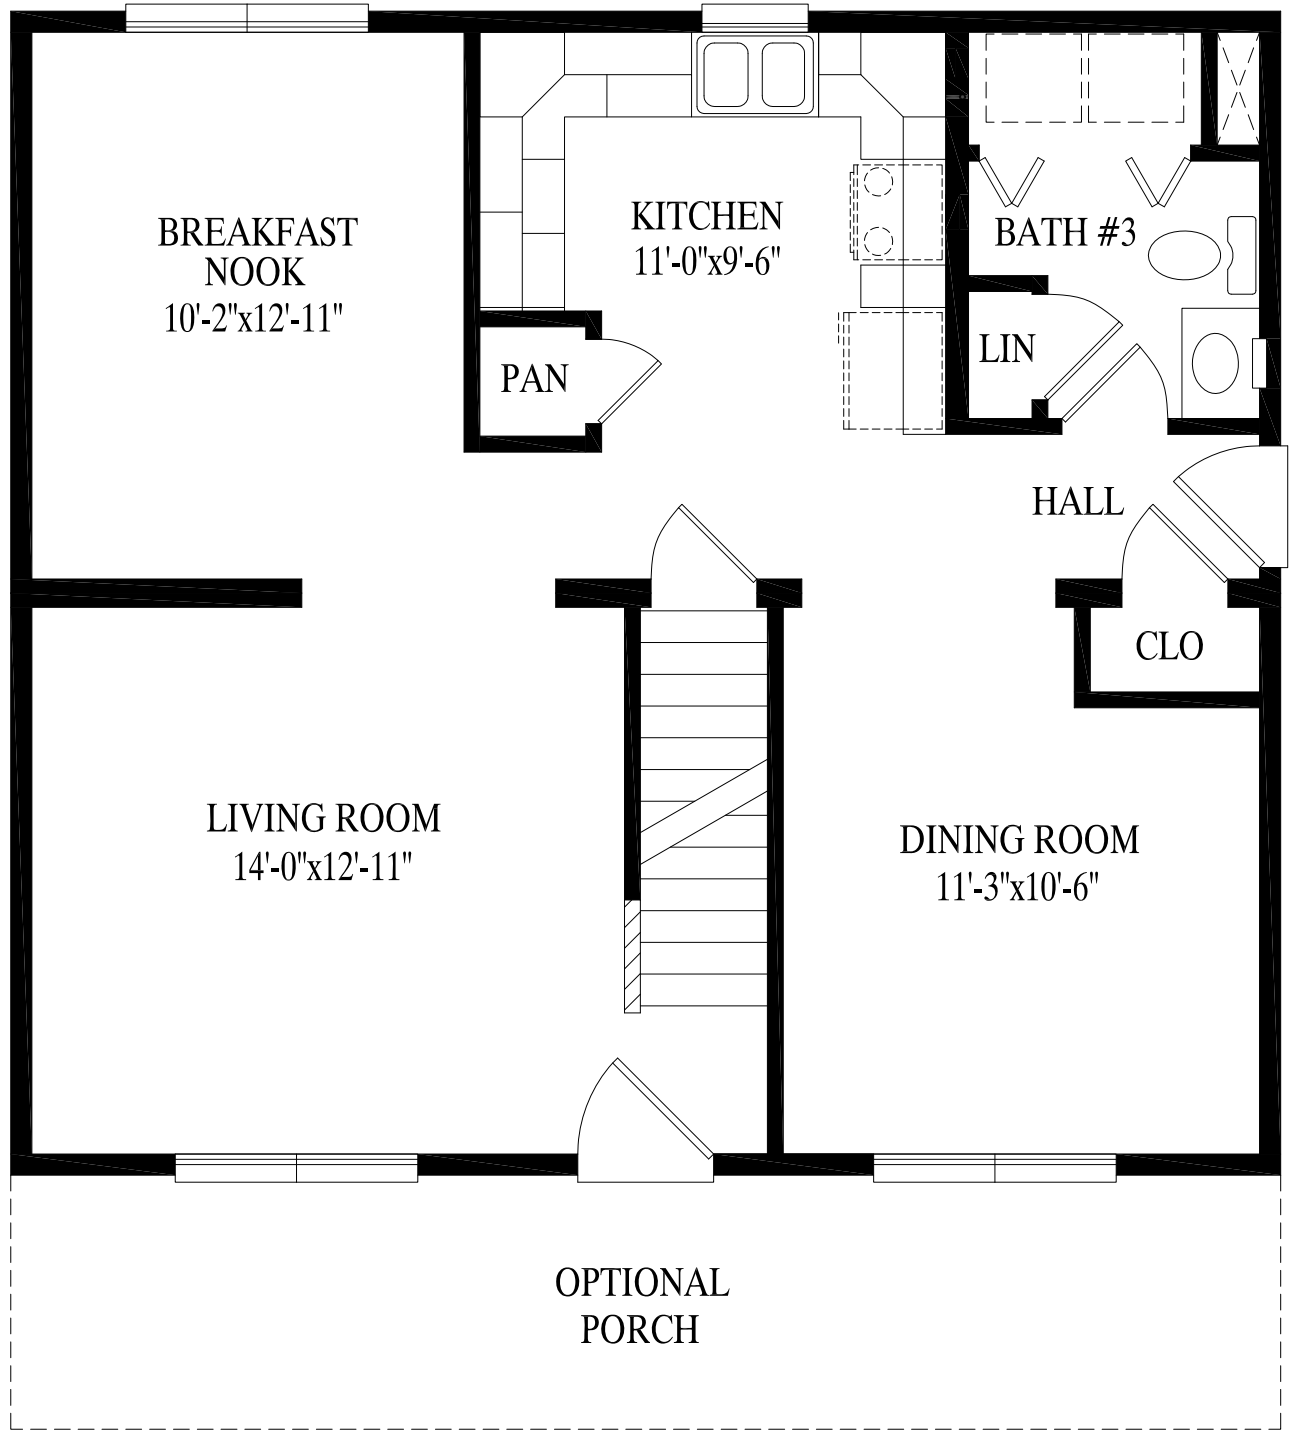 BREAKFAST
NOOK
10'-2"x12'-11"
KITCHEN
11'-0"x9'-6"
BATH #3
LIN
PAN
HALL
CLO
LIVING ROOM
14'-0"x12'-11"
DINING ROOM
11'-3"x10'-6"
OPTIONAL
PORCH